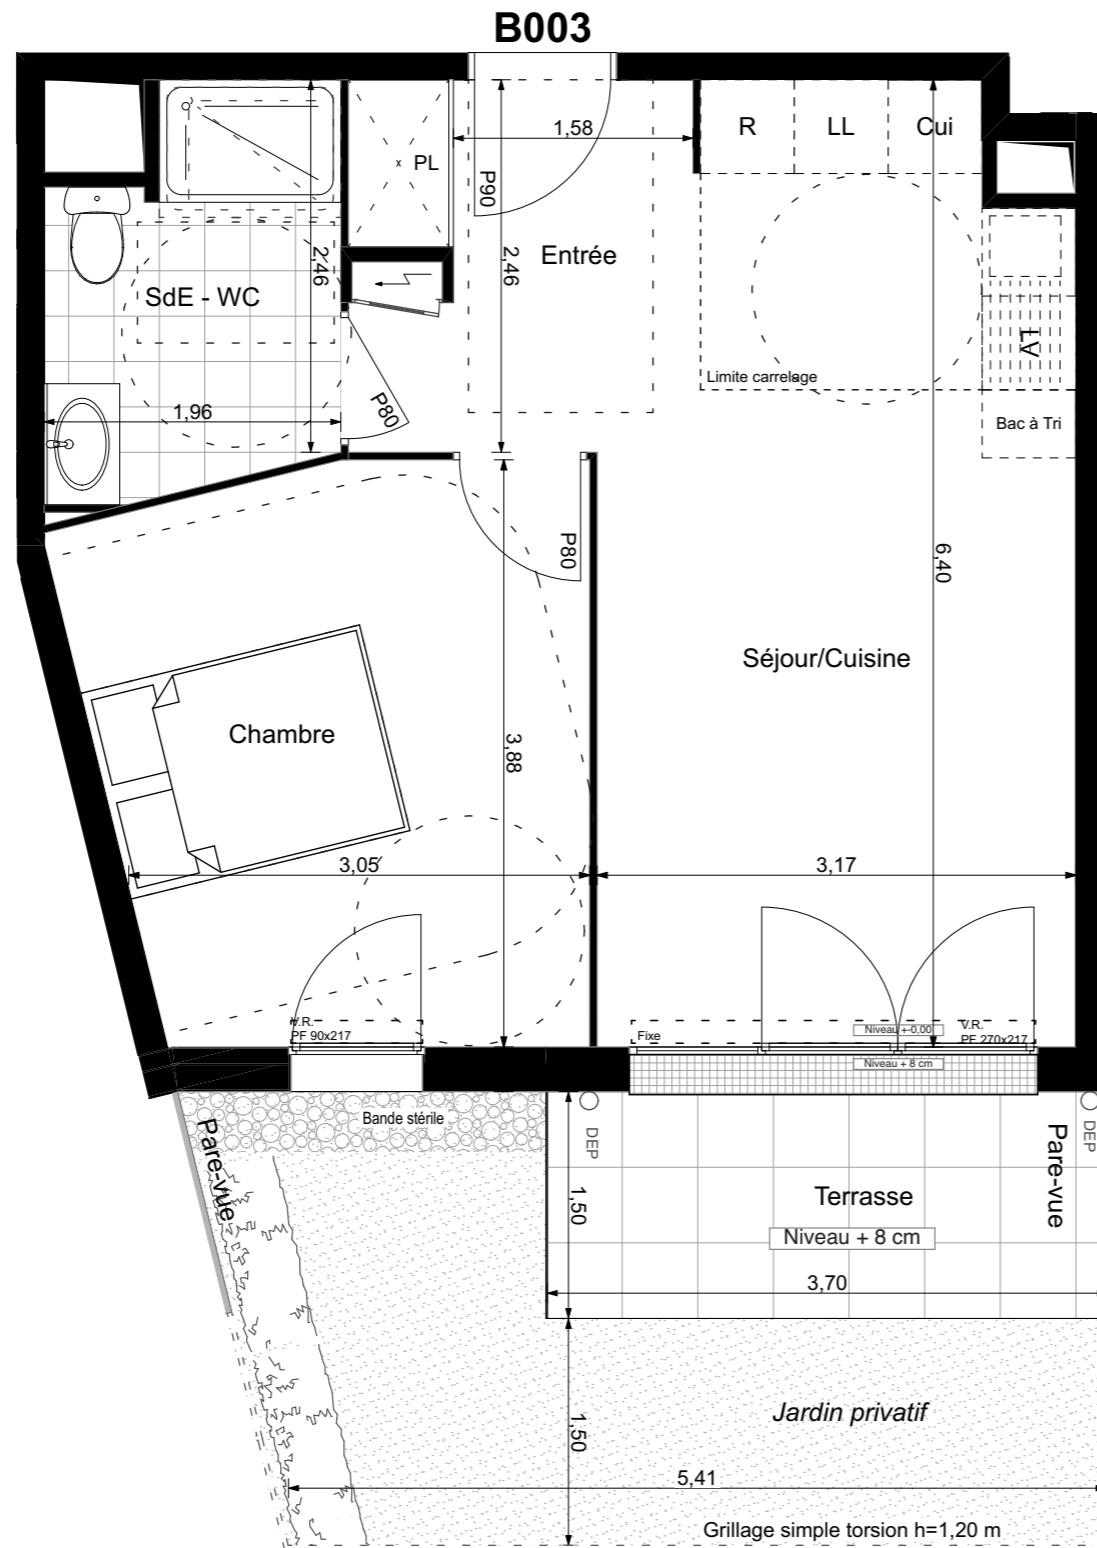 B003
R
LL
Cui
1,58
PL
P90
2,46
2,46
Entrée
SdE - WC
LV
Limite carrelage
P80
1,96
Bac à Tri
P80
6,40
Séjour/Cuisine
Chambre
3,88
3,05
3,17
V.R.
PF 90x217
Fixe
Niveau +-0,00
V.R.
PF 270x217
Niveau + 8 cm
Bande stérile
Pare-vue
DEP
DEP
Pare-vue
1,50
Terrasse
Niveau + 8 cm
3,70
Jardin privatif
1,50
5,41
Grillage simple torsion h=1,20 m